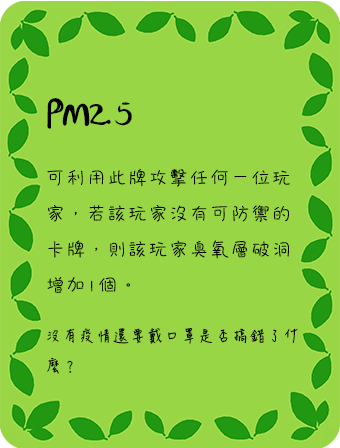 PM2.5
可利用此牌攻擊任何一位玩
家，若該玩家沒有可防禦的
卡牌，則該玩家臭氧層破洞
增加1個。
沒有疫情還要戴口罩是否搞錯了什
麼？